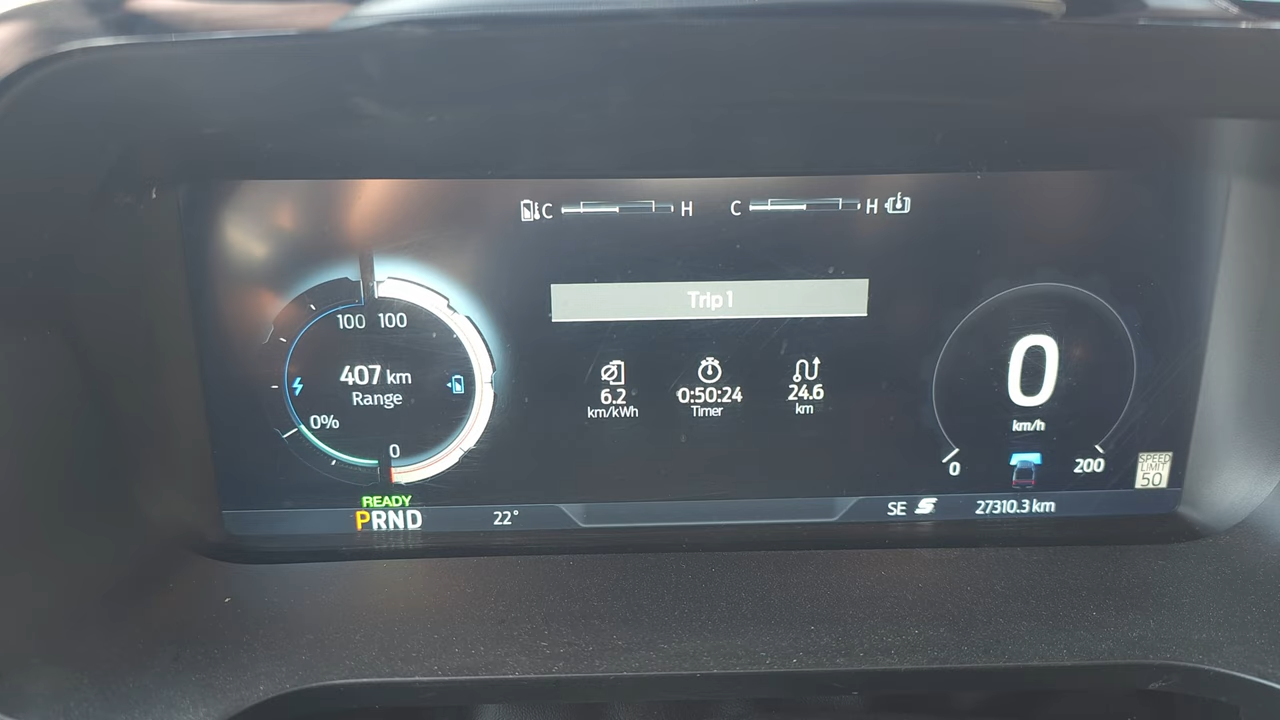 C H C H
Trip 1
100 100
407 km
Range
0%
0
6.2
km/kWh
0:50:24
Timer
24.6
km
0
km/h
0 200
SPEED
LIMIT
50
READY
PRND
22°
SE
27310.3 km